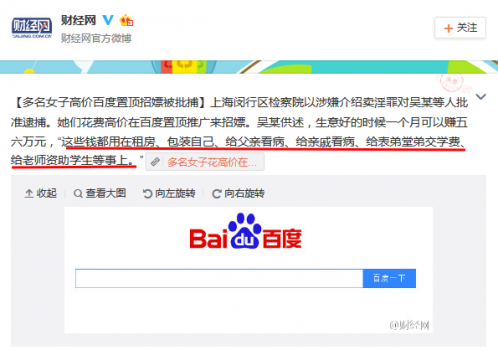 财经网
CAIJING.COM.CN
财经网
财经网官方微博
+ 关注
【多名女子高价百度置顶招嫖被批捕】上海闵行区检察院以涉嫌介绍卖淫罪对吴某等人批
准逮捕。她们花费高价在百度置顶推广来招嫖。吴某供述，生意好的时候一个月可以赚五
六万元，“这些钱都用在租房、包装自己、给父亲看病、给亲戚看病、给表弟堂弟交学费、
给老师资助学生等事上。” 多名女子花高价在...
收起 查看大图 向左旋转 向右旋转
Bai du 百度
百度一下
@财经网